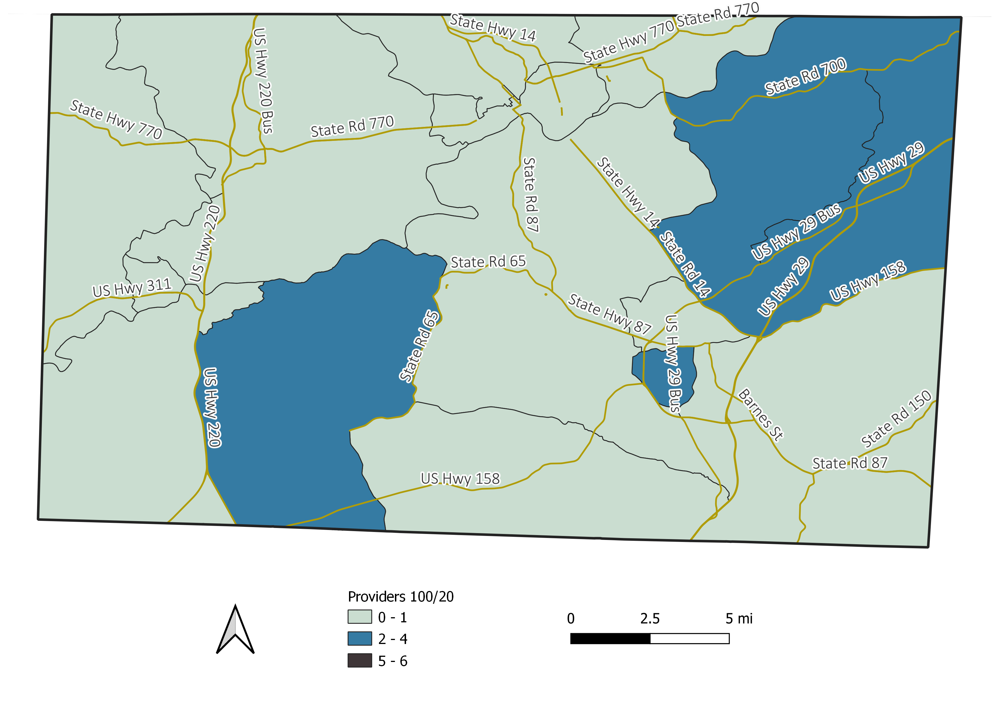 State Rd 770
State Hwy 14
State Hwy 770
US Hwy 220 Bus
State Rd 700
State Hwy 770
State Rd 770
US Hwy 29
State Rd 87
State Hwy 14
US Hwy 220
US Hwy 29 Bus
State Rd 14
State Rd 65
US Hwy 29
US Hwy 158
US Hwy 311
State Hwy 87
State Rd 65
US Hwy 29 Bus
US Hwy 220
Barnes St
State Rd 150
State Rd 87
US Hwy 158
Providers 100/20
0 - 1
2 - 4
5 - 6
0 2.5 5 mi